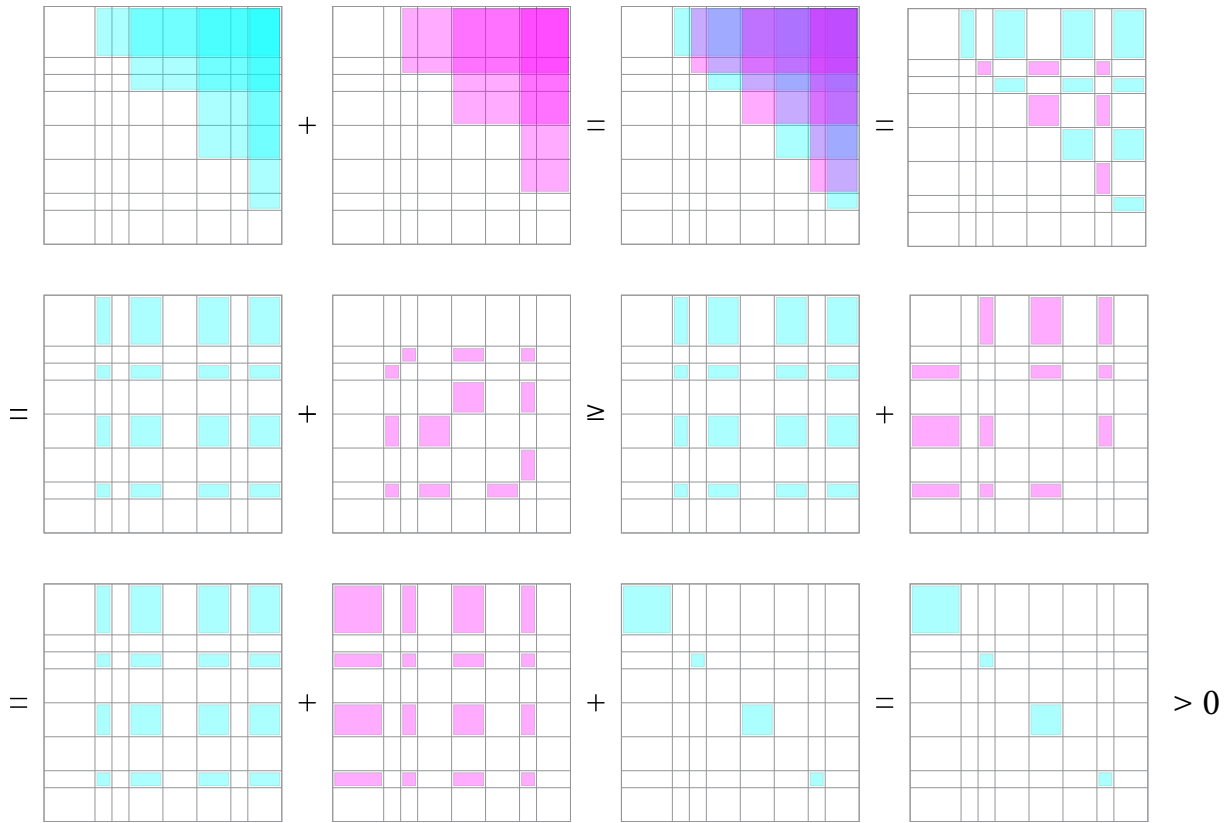 + = =
= + ≥ +
= + + = > 0